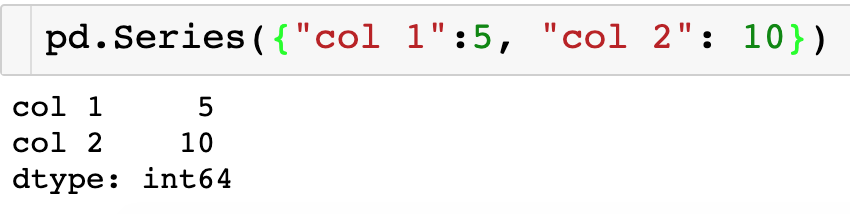 pd.Series({"col 1":5, "col 2": 10})
col 1     5
col 2    10
dtype: int64